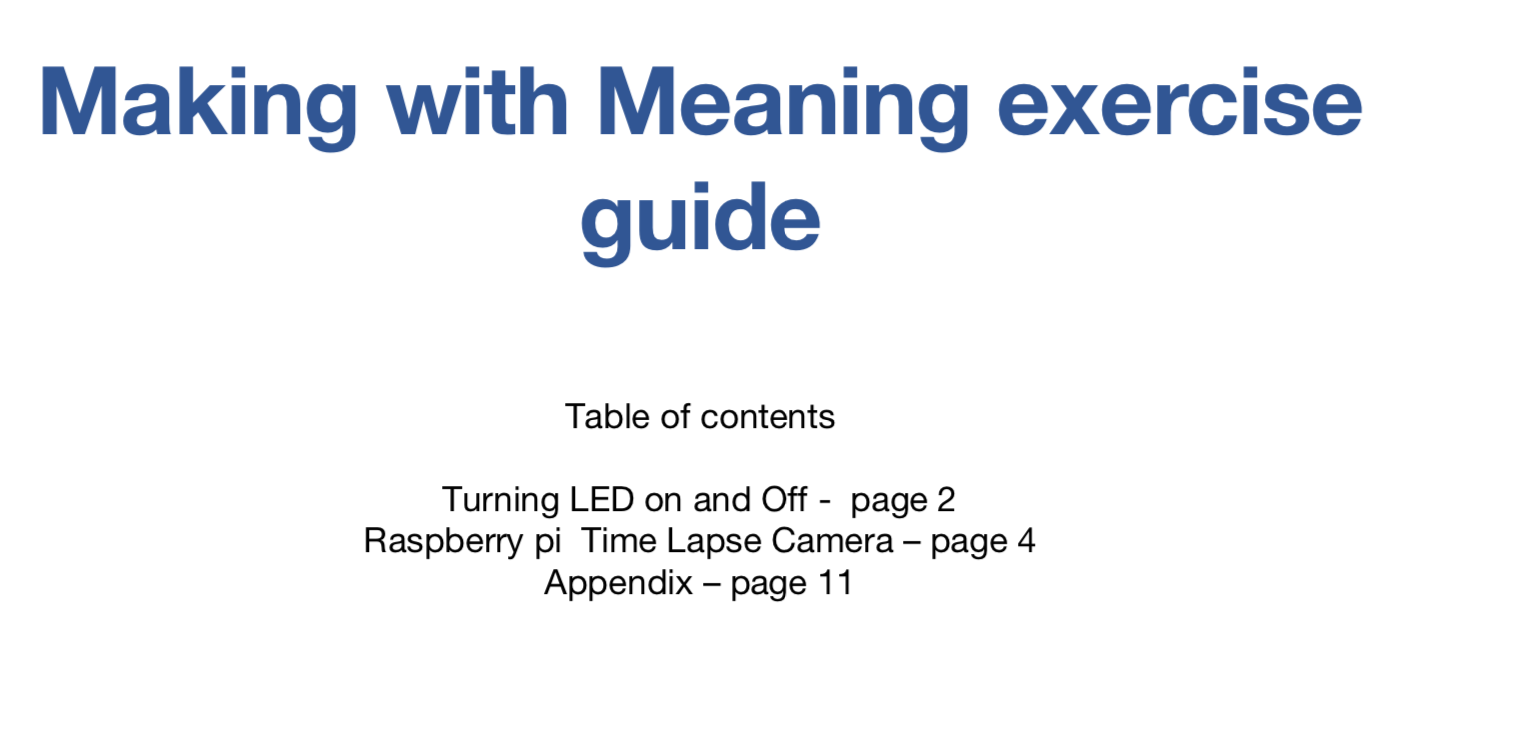 Making with Meaning exercise
guide
Table of contents
Turning LED on and Off -  page 2
Raspberry pi  Time Lapse Camera – page 4
Appendix – page 11